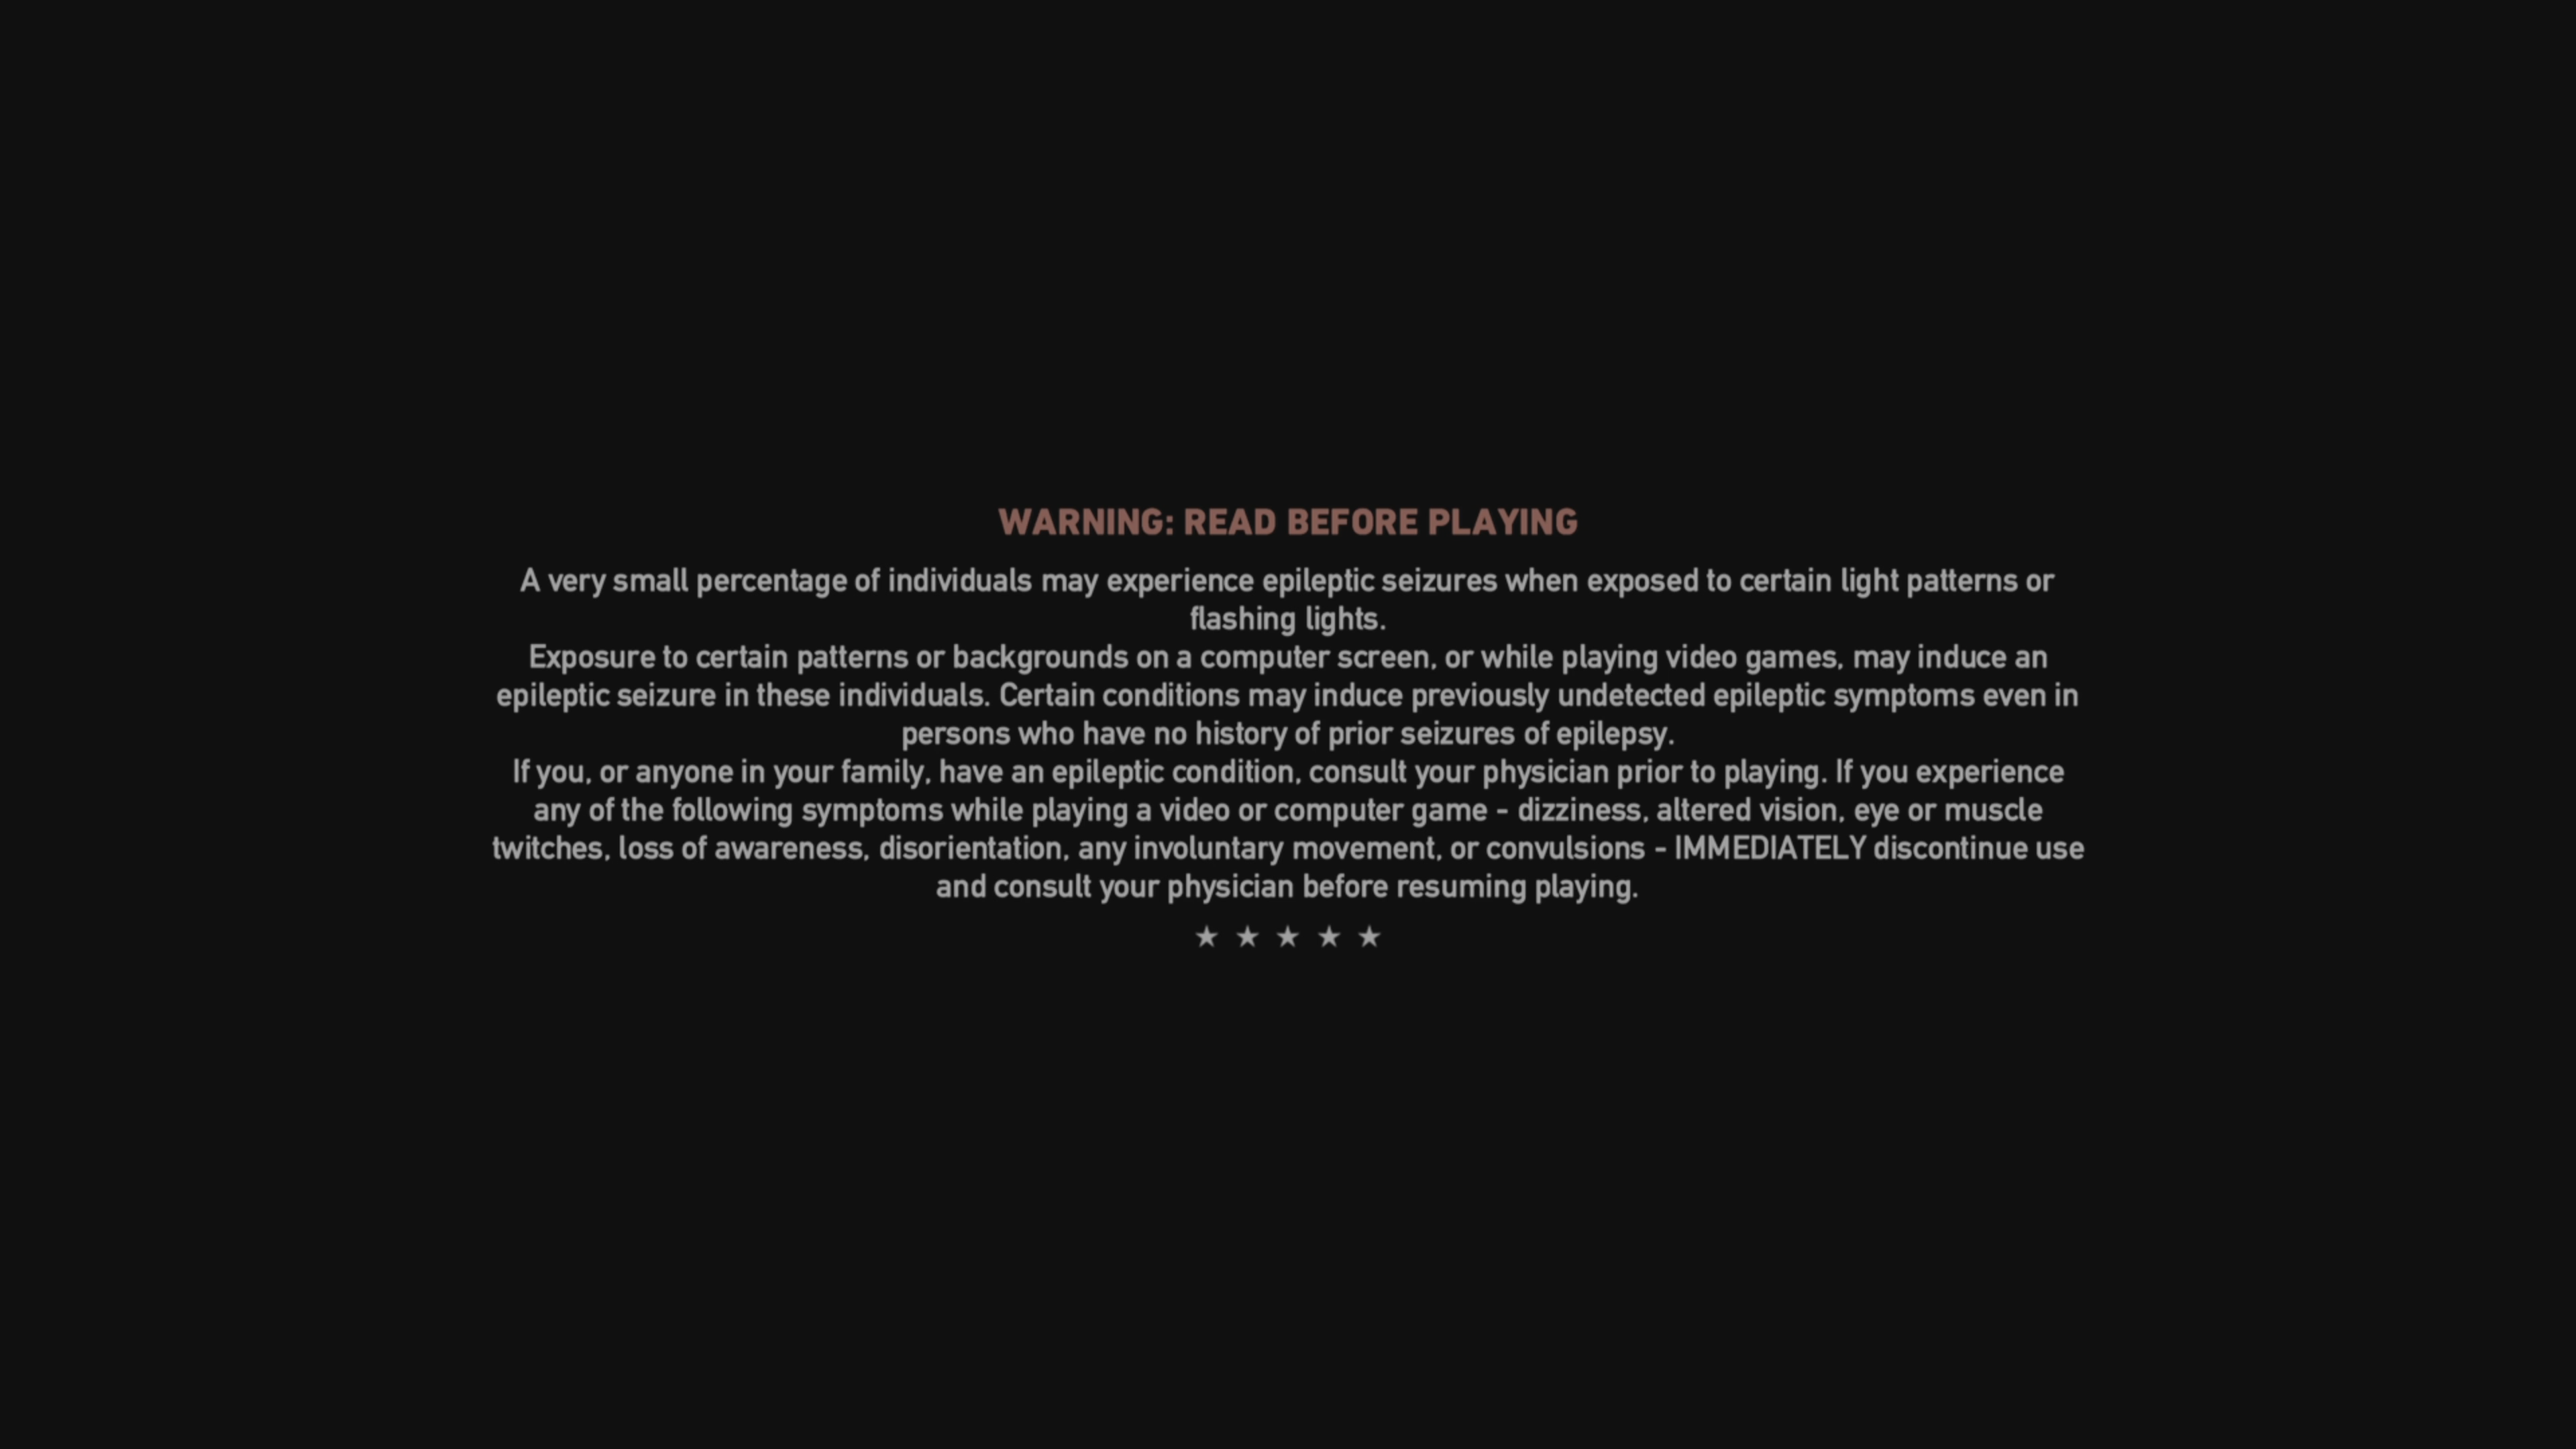 WARNING: READ BEFORE PLAYING
A very small percentage of individuals may experience epileptic seizures when exposed to certain light patterns or
flashing lights.
Exposure to certain patterns or backgrounds on a computer screen, or while playing video games, may induce an
epileptic seizure in these individuals. Certain conditions may induce previously undetected epileptic symptoms even in
persons who have no history of prior seizures of epilepsy.
If you, or anyone in your family, have an epileptic condition, consult your physician prior to playing. If you experience
any of the following symptoms while playing a video or computer game - dizziness, altered vision, eye or muscle
twitches, loss of awareness, disorientation, any involuntary movement, or convulsions - IMMEDIATELY discontinue use
and consult your physician before resuming playing.
★ ★ ★ ★ ★